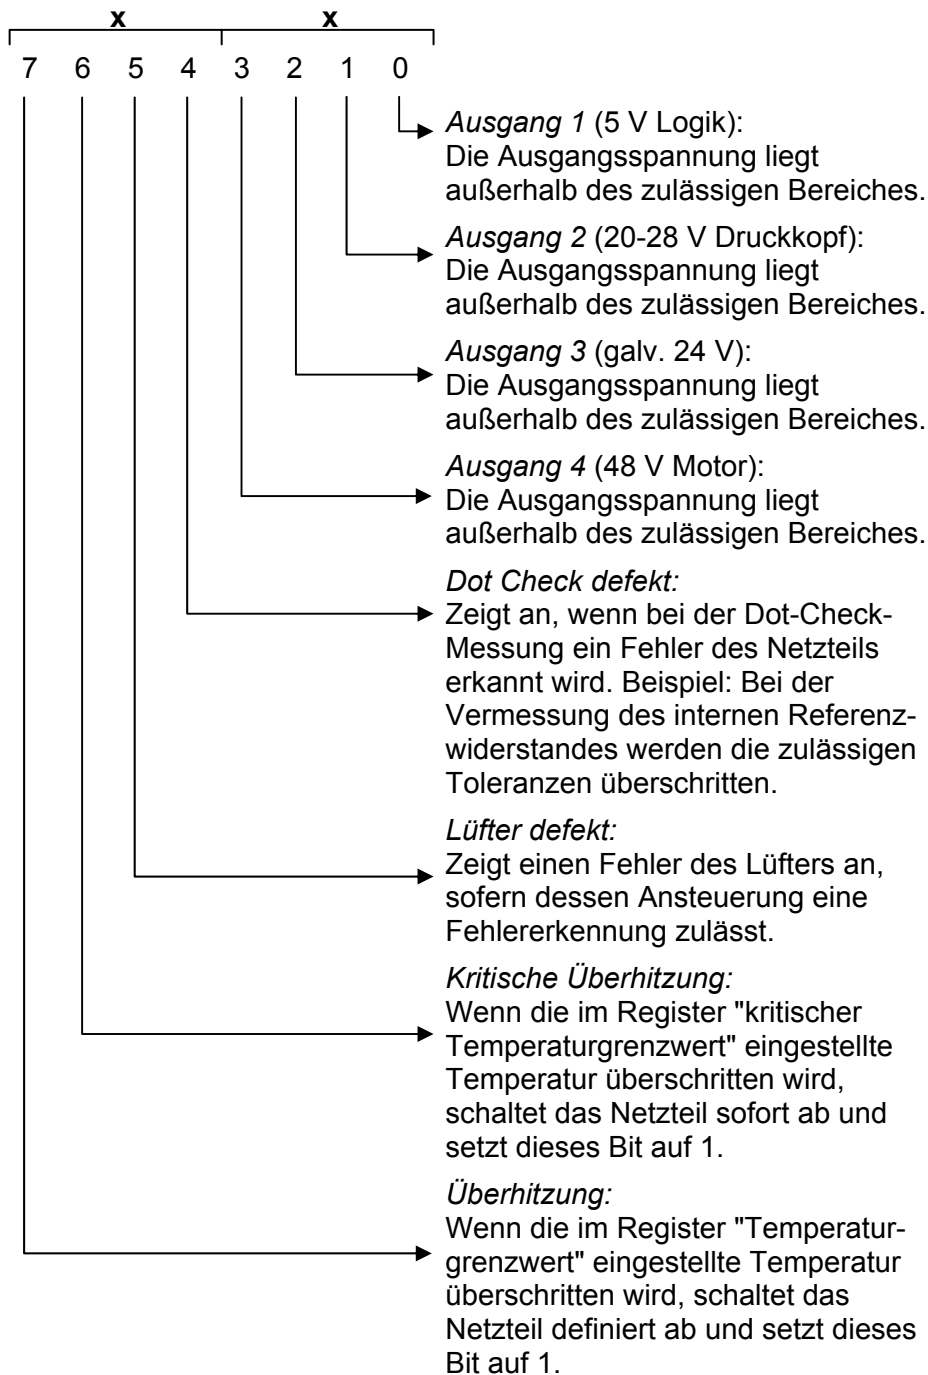 x x
7 6 5 4 3 2 1 0
Ausgang 1 (5 V Logik):
Die Ausgangsspannung liegt
außerhalb des zulässigen Bereiches.
Ausgang 2 (20-28 V Druckkopf):
Die Ausgangsspannung liegt
außerhalb des zulässigen Bereiches.
Ausgang 3 (galv. 24 V):
Die Ausgangsspannung liegt
außerhalb des zulässigen Bereiches.
Ausgang 4 (48 V Motor):
Die Ausgangsspannung liegt
außerhalb des zulässigen Bereiches.
Dot Check defekt:
Zeigt an, wenn bei der Dot-Check-
Messung ein Fehler des Netzteils
erkannt wird. Beispiel: Bei der
Vermessung des internen Referenz-
widerstandes werden die zulässigen
Toleranzen überschritten.
Lüfter defekt:
Zeigt einen Fehler des Lüfters an,
sofern dessen Ansteuerung eine
Fehlererkennung zulässt.
Kritische Überhitzung:
Wenn die im Register "kritischer
Temperaturgrenzwert" eingestellte
Temperatur überschritten wird,
schaltet das Netzteil sofort ab und
setzt dieses Bit auf 1.
Überhitzung:
Wenn die im Register "Temperatur-
grenzwert" eingestellte Temperatur
überschritten wird, schaltet das
Netzteil definiert ab und setzt dieses
Bit auf 1.